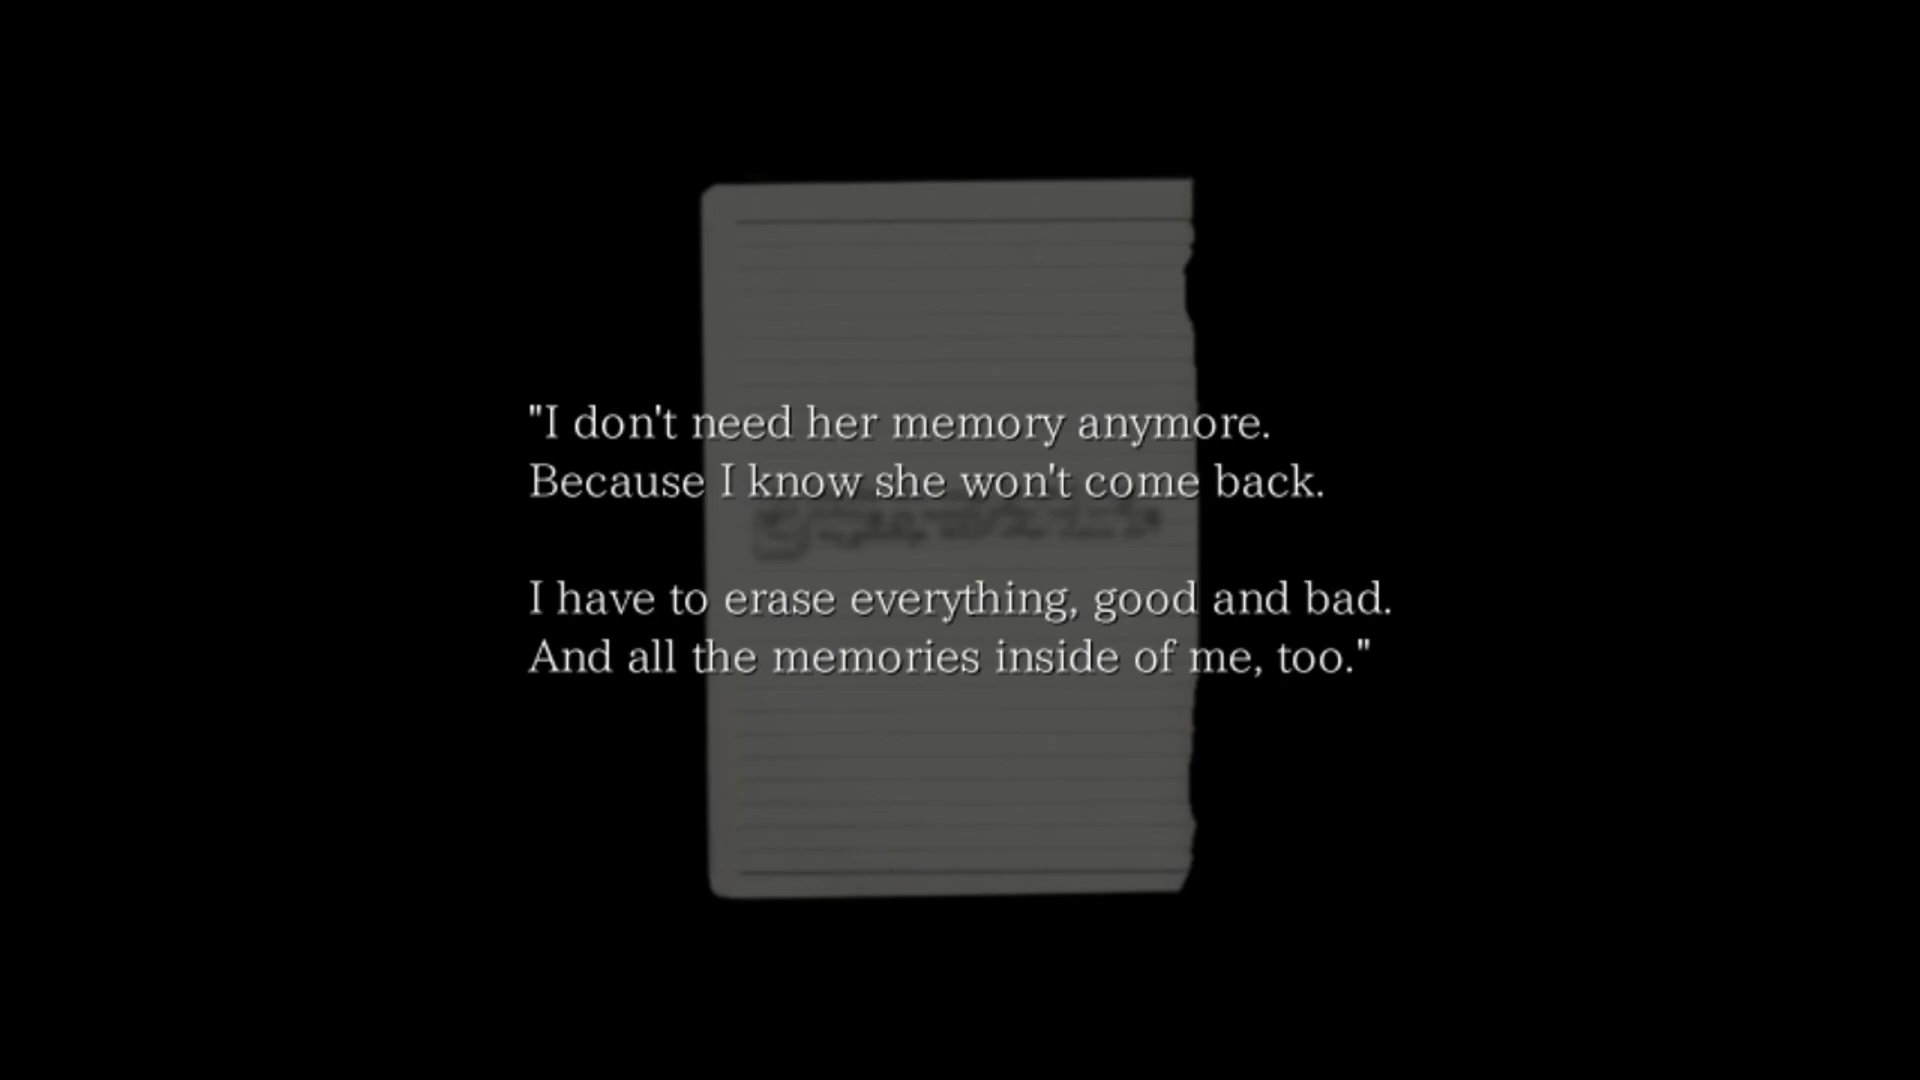 "I don't need her memory anymore.
Because I know she won't come back.
I have to erase everything, good and bad.
And all the memories inside of me, too."